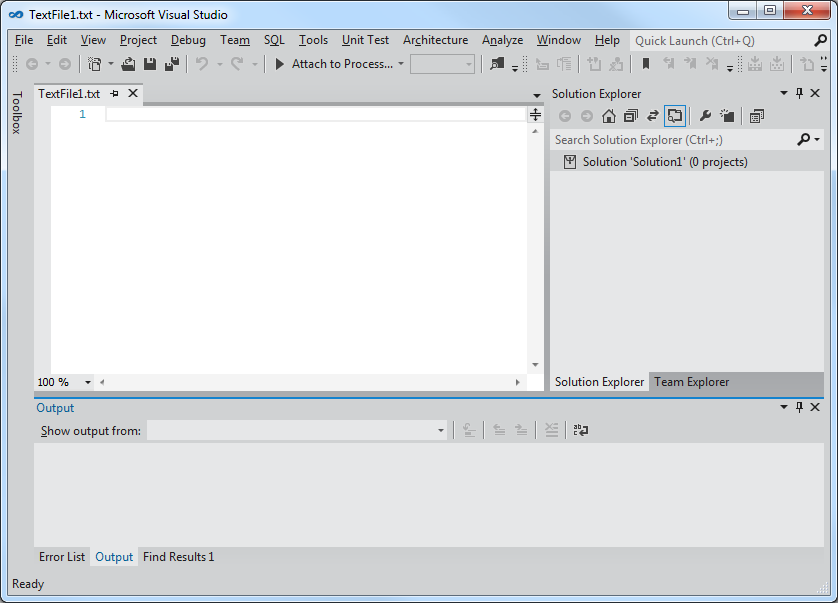 TextFile1.txt - Microsoft Visual Studio
File Edit View Project Debug Team SQL Tools Unit Test Architecture Analyze Window Help Quick Launch (Ctrl+Q)
Attach to Process...
Toolbox
TextFile1.txt
1
100 %
Solution Explorer
Search Solution Explorer (Ctrl+;)
Solution 'Solution1' (0 projects)
Solution Explorer Team Explorer
Output
Show output from:
Error List Output Find Results 1
Ready